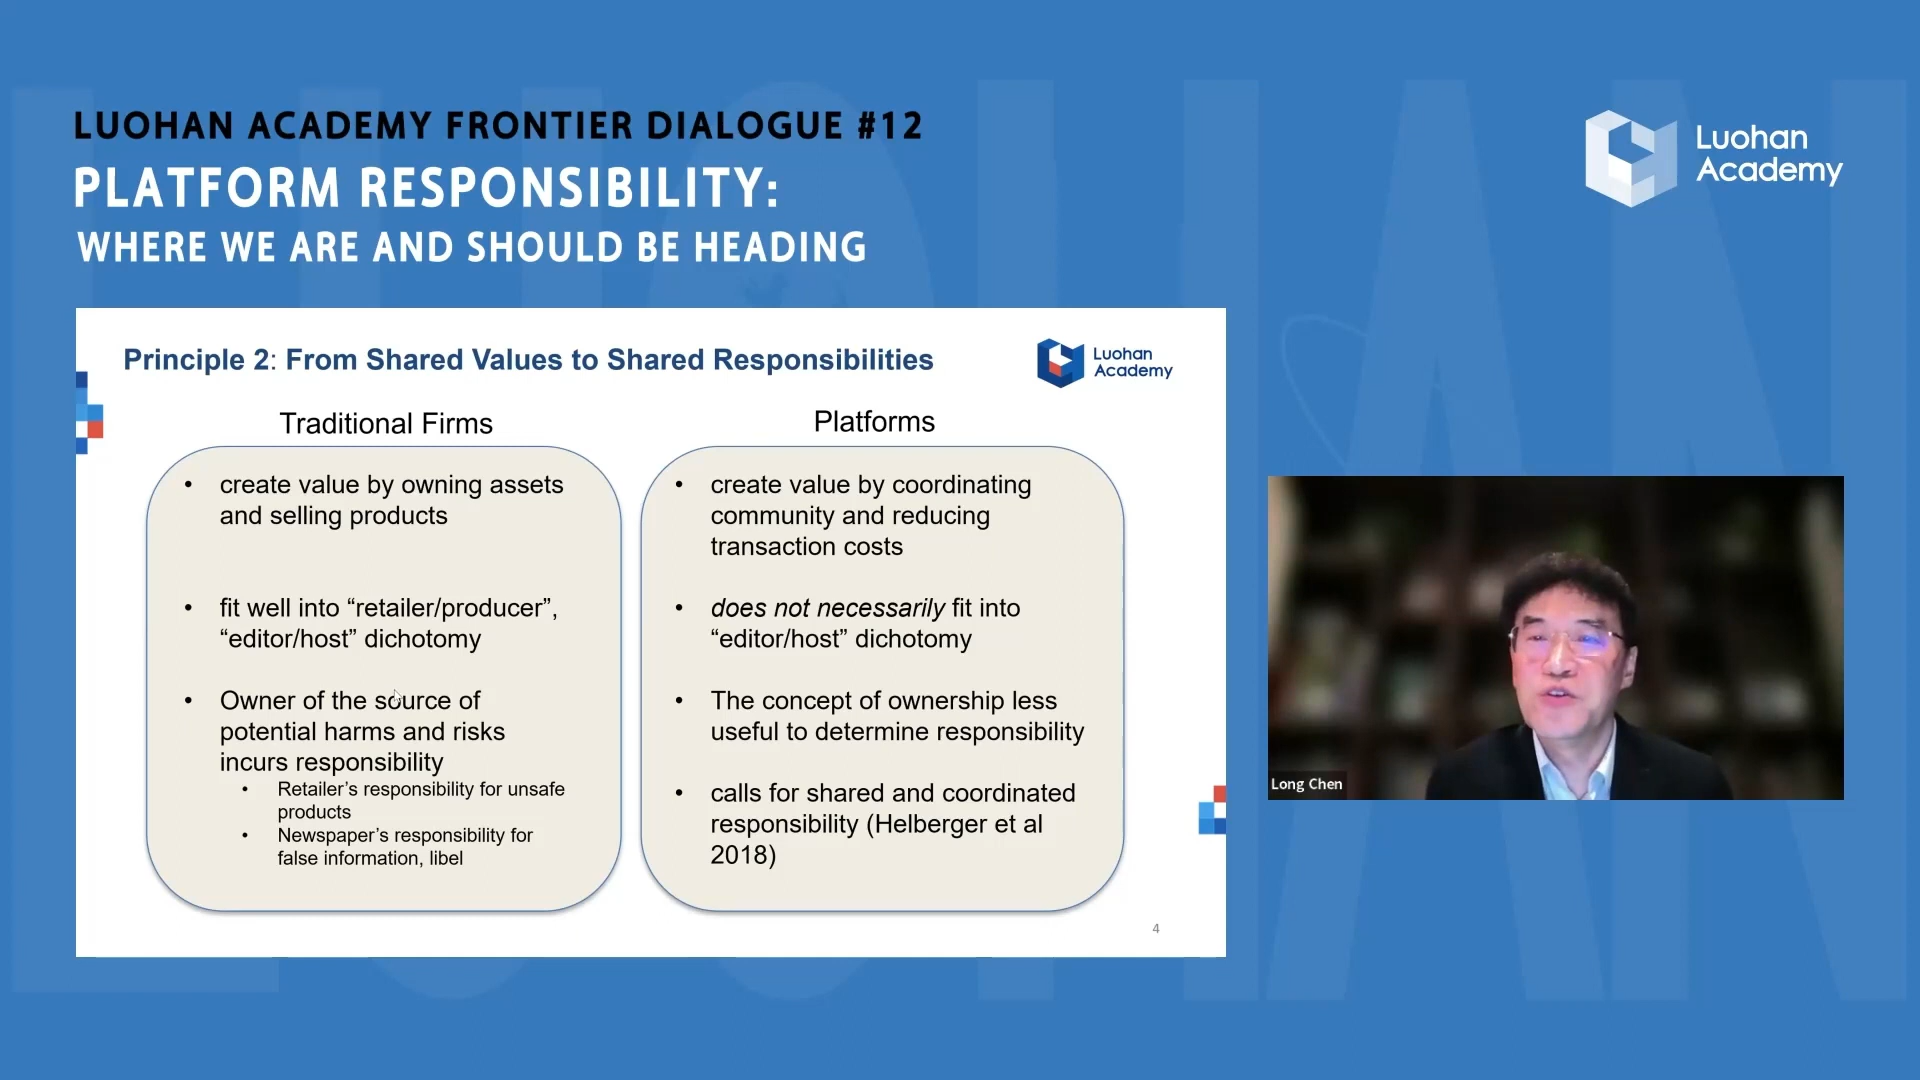 LUOHAN ACADEMY FRONTIER DIALOGUE #12
PLATFORM RESPONSIBILITY:
WHERE WE ARE AND SHOULD BE HEADING
Luohan
Academy
Principle 2: From Shared Values to Shared Responsibilities
Luohan
Academy
Traditional Firms
• create value by owning assets
and selling products
• fit well into “retailer/producer”,
“editor/host” dichotomy
• Owner of the source of
potential harms and risks
incurs responsibility
• Retailer’s responsibility for unsafe
products
• Newspaper’s responsibility for
false information, libel
Platforms
• create value by coordinating
community and reducing
transaction costs
• does not necessarily fit into
“editor/host” dichotomy
• The concept of ownership less
useful to determine responsibility
• calls for shared and coordinated
responsibility (Helberger et al
2018)
4
Long Chen